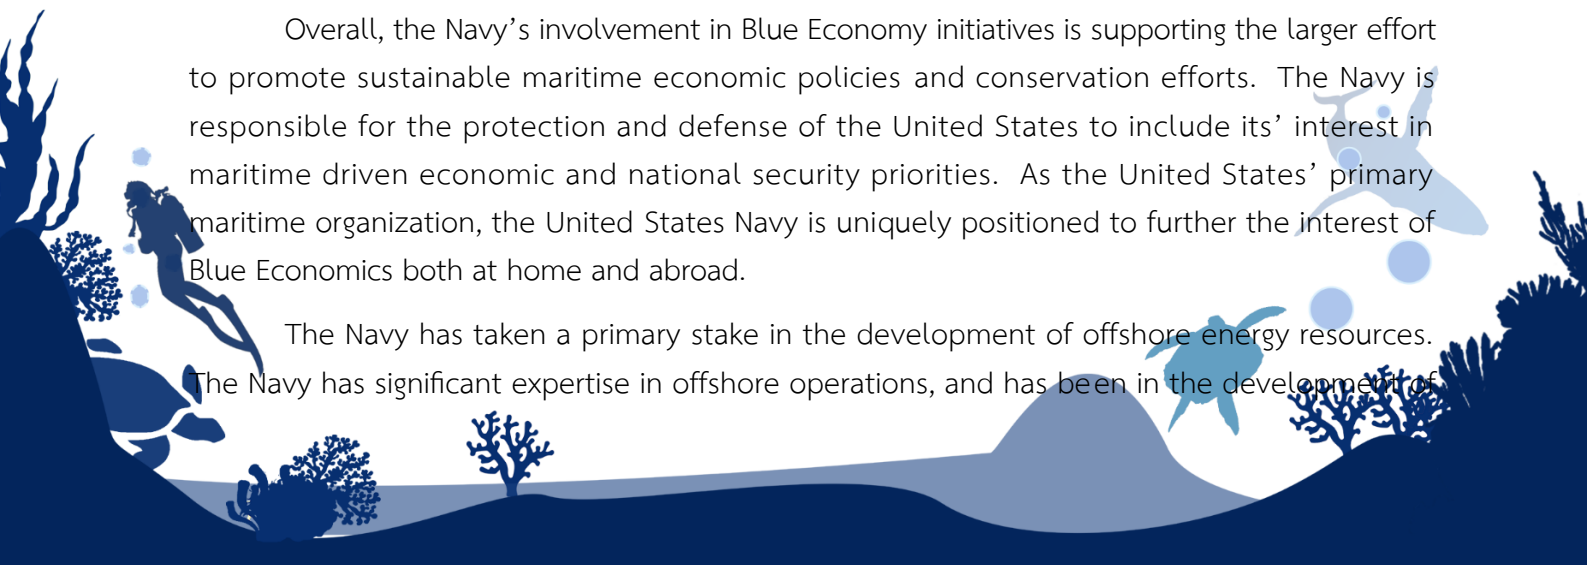 Overall, the Navy’s involvement in Blue Economy initiatives is supporting the larger effort
to promote sustainable maritime economic policies and conservation efforts.  The Navy is
responsible for the protection and defense of the United States to include its’ interest in
maritime driven economic and national security priorities.  As the United States’ primary
maritime organization, the United States Navy is uniquely positioned to further the interest of
Blue Economics both at home and abroad.
The Navy has taken a primary stake in the development of offshore energy resources.
The Navy has significant expertise in offshore operations, and has been in the development of